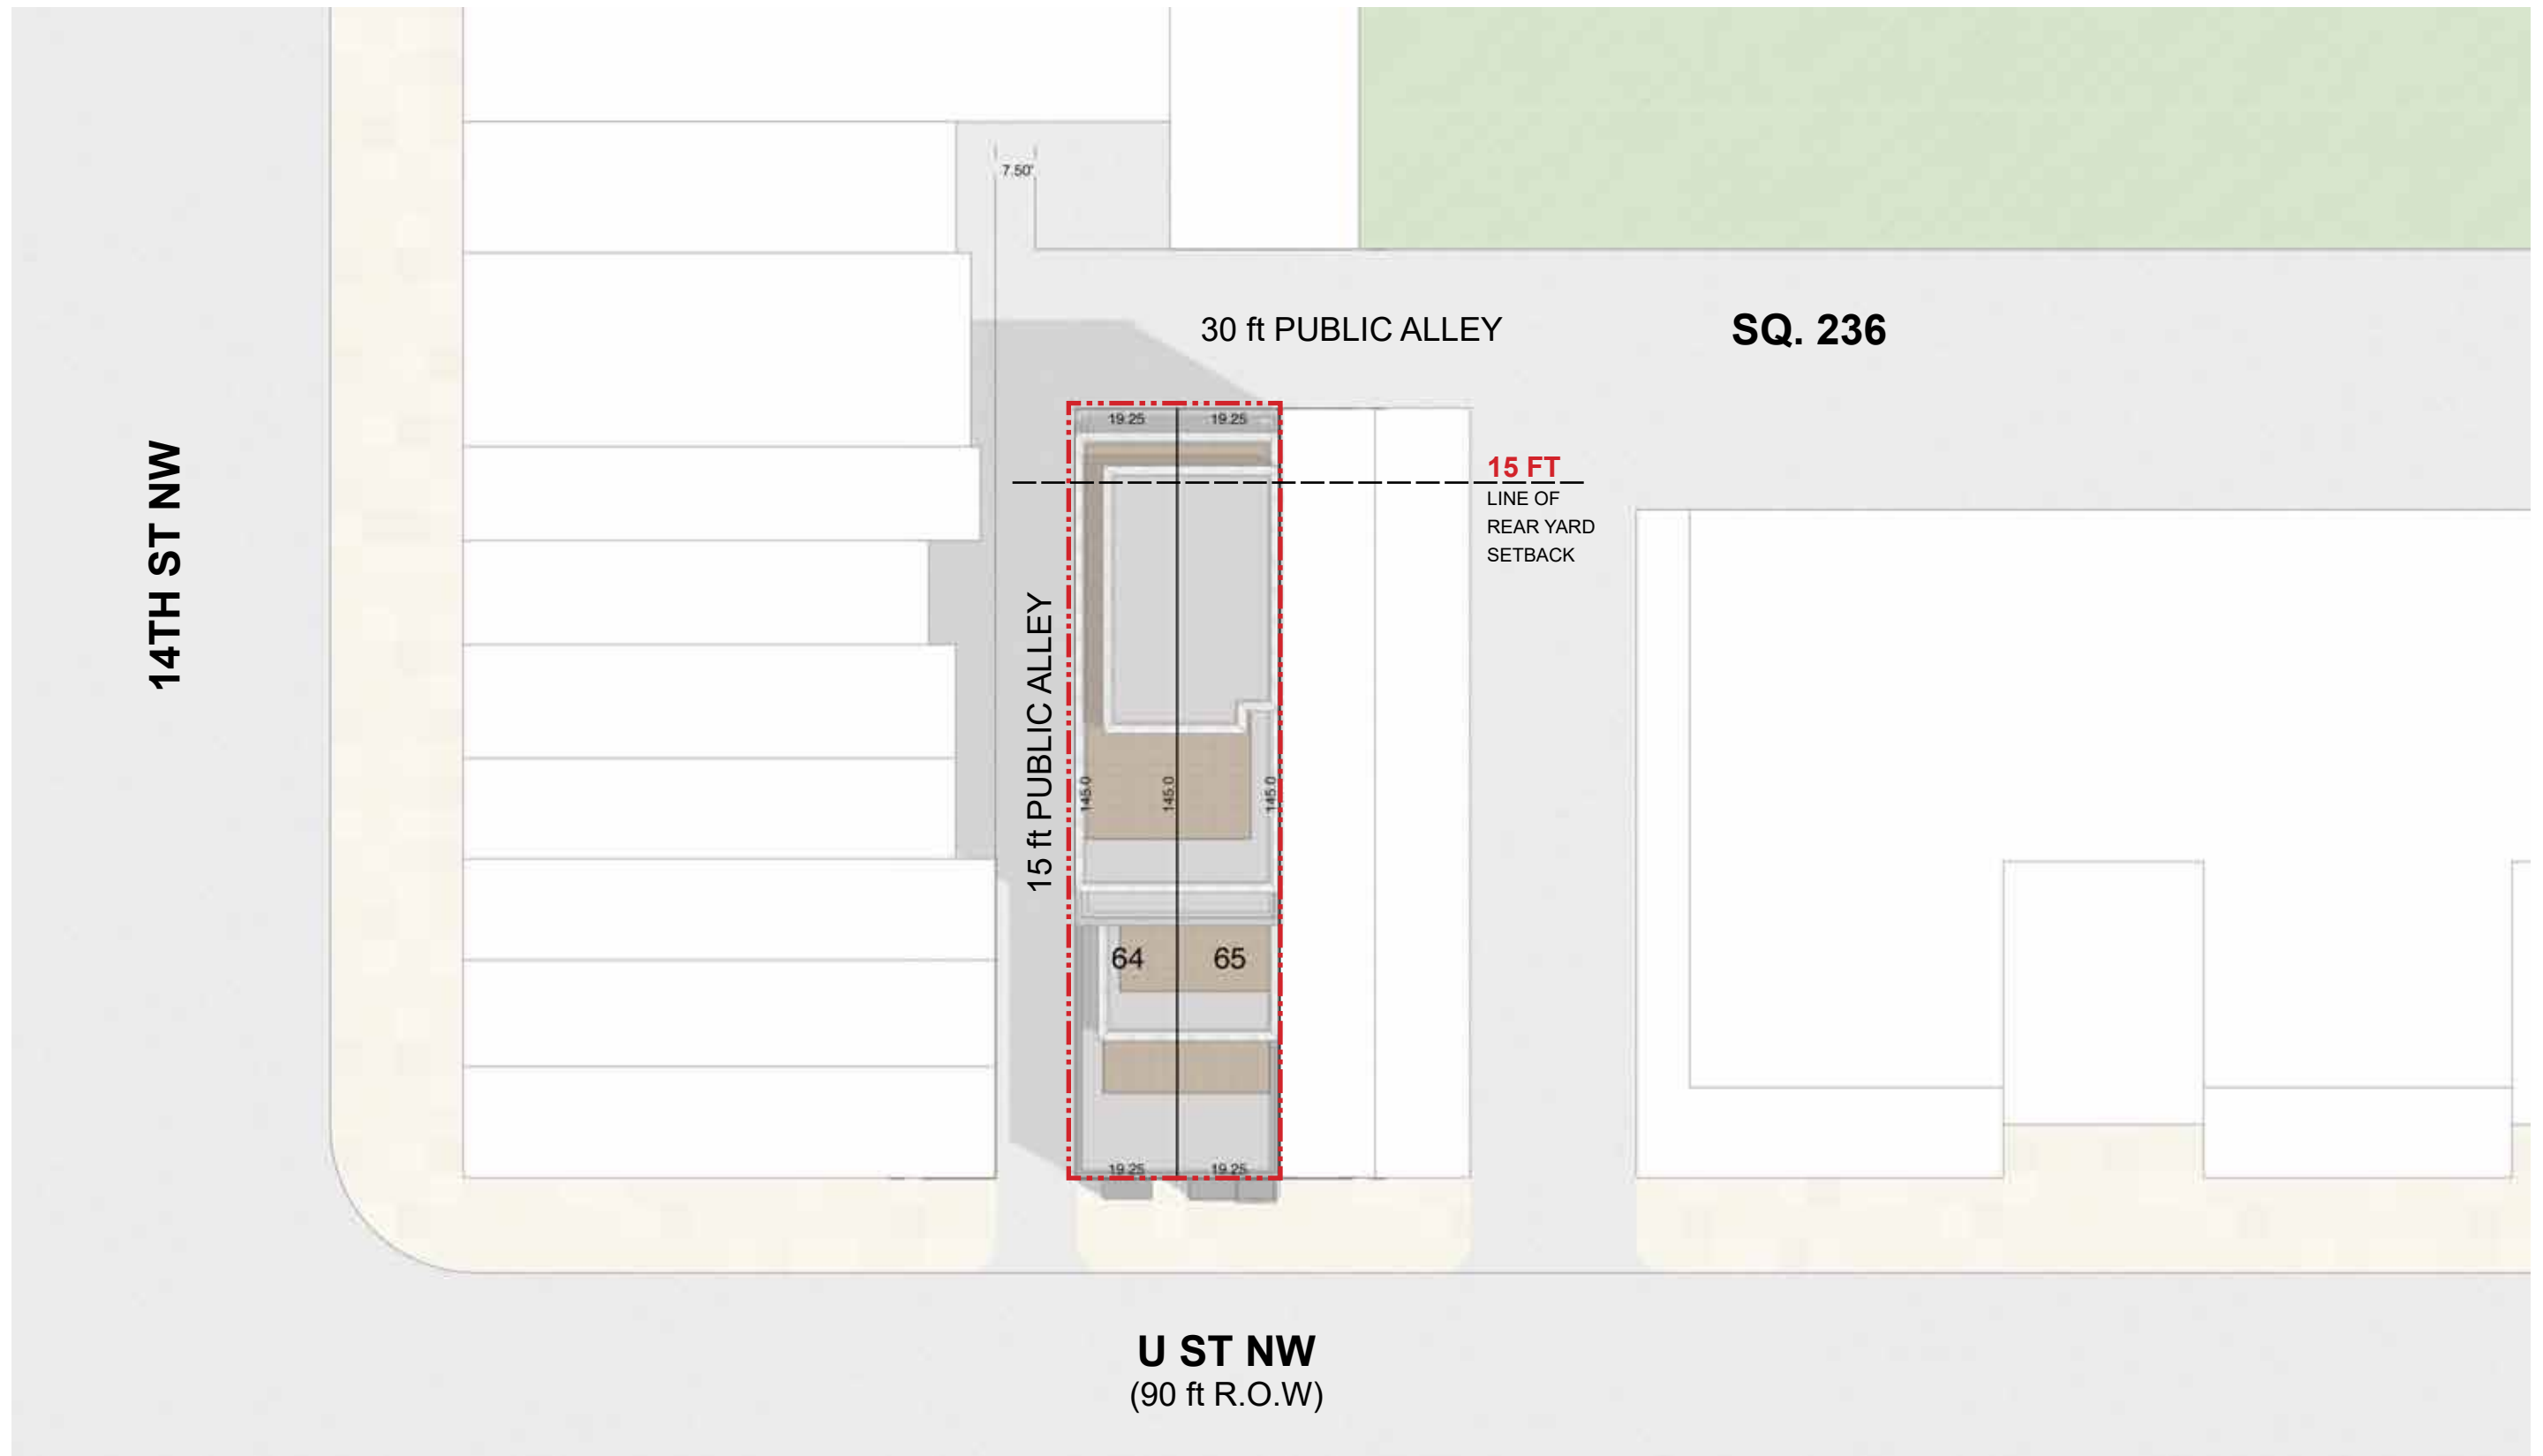 7.50'
30 ft PUBLIC ALLEY
SQ. 236
19.25
19.25
14TH ST NW
15 FT
LINE OF
REAR YARD
SETBACK
15 ft PUBLIC ALLEY
145.0
145.0
145.0
64
65
19.25
19.25
U ST NW
(90 ft R.O.W)